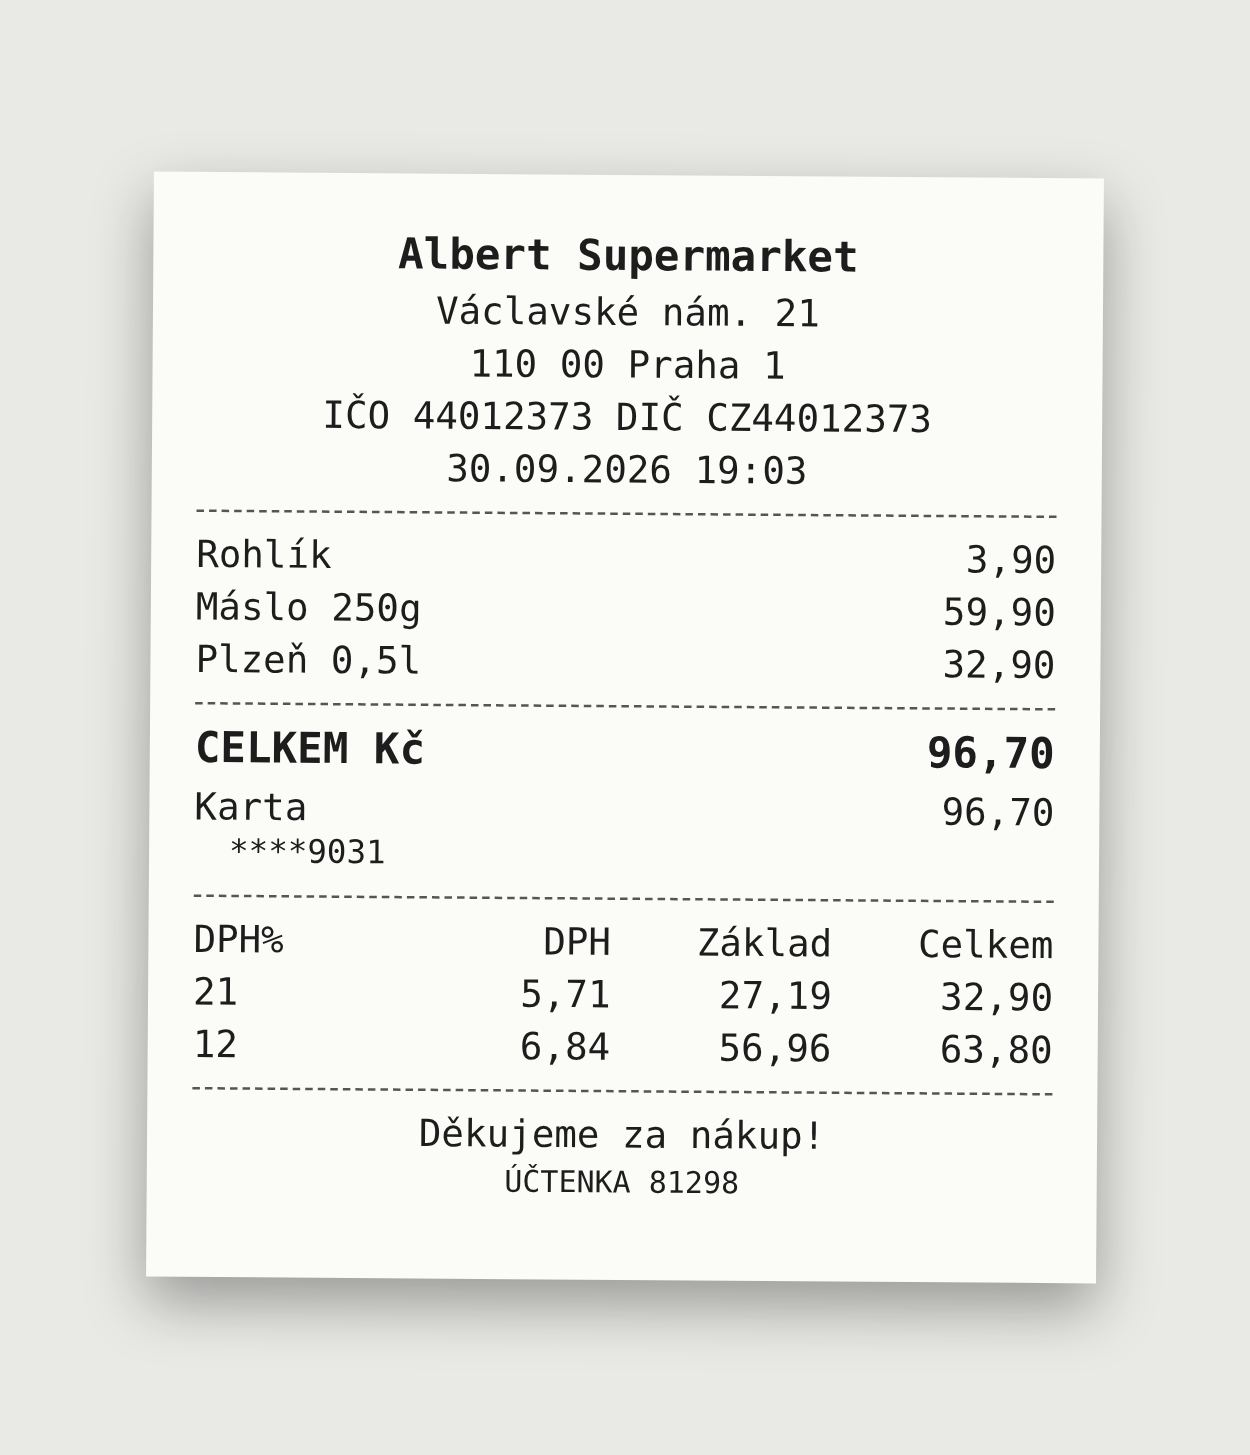 Albert Supermarket
Václavské nám. 21
110 00 Praha 1
IČO 44012373 DIČ CZ44012373
30.09.2026 19:03
Rohlík 3,90
Máslo 250g 59,90
Plzeň 0,5l 32,90
CELKEM Kč 96,70
Karta 96,70
****9031
DPH% DPH Základ Celkem
21 5,71 27,19 32,90
12 6,84 56,96 63,80
Děkujeme za nákup!
ÚČTENKA 81298